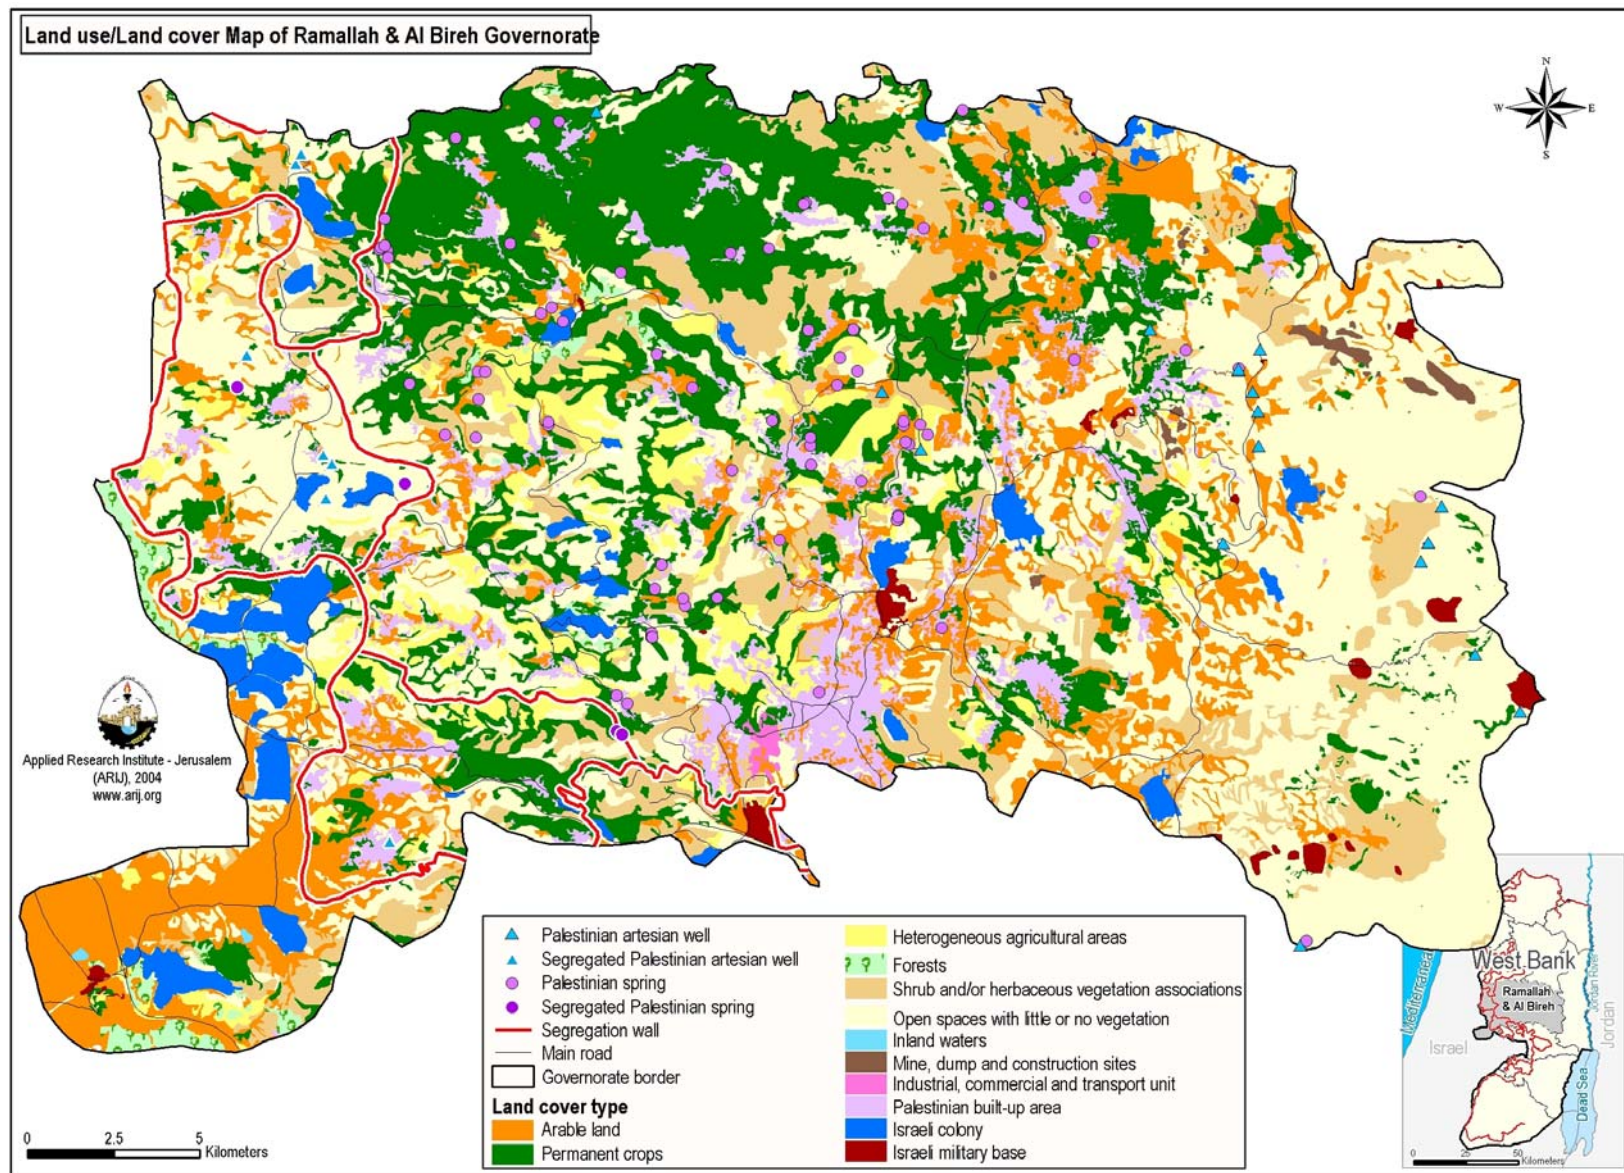 Land use/Land cover Map of Ramallah & Al Bireh Governorate
N
W
E
S
Applied Research Institute - Jerusalem
(ARIJ), 2004
www.arij.org
0 2.5 5
Kilometers
Palestinian artesian well
Segregated Palestinian artesian well
Palestinian spring
Segregated Palestinian spring
Segregation wall
Main road
Governorate border
Land cover type
Arable land
Permanent crops
Heterogeneous agricultural areas
Forests
Shrub and/or herbaceous vegetation associations
Open spaces with little or no vegetation
Inland waters
Mine, dump and construction sites
Industrial, commercial and transport unit
Palestinian built-up area
Israeli colony
Israeli military base
West Bank
Ramallah
& Al Bireh
Mediterranea
Israel
Jordan River
Jordan
Dead Sea
0 25 50
Kilometers